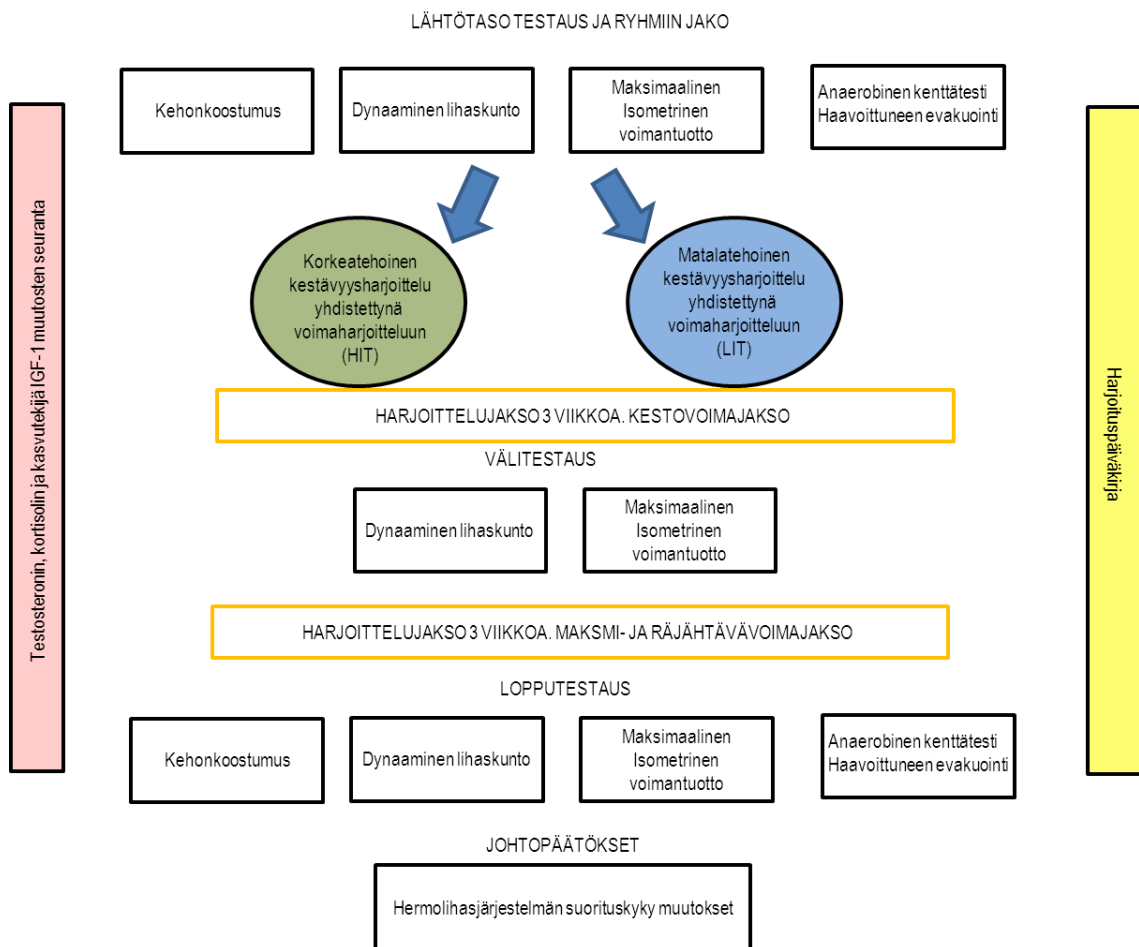 LÄHTÖTASO TESTAUS JA RYHMIIN JAKO
Kehonkoostumus
Dynaaminen lihaskunto
Maksimaalinen
Isometrinen
voimantuotto
Anaerobinen kenttätesti
Haavoittuneen evakuointi
Testosteronin, kortisolin ja kasvutekijä IGF-1 muutosten seuranta
Harjoituspäiväkirja
Korkeatehoinen
kestävyysharjoittelu
yhdistettynä
voimaharjoitteluun
(HIT)
Matalatehoinen
kestävyysharjoittelu
yhdistettynä
voimaharjoitteluun
(LIT)
HARJOITTELUJAKSO 3 VIIKKOA. KESTOVOIMAJAKSO
VÄLITESTAUS
Dynaaminen lihaskunto
Maksimaalinen
Isometrinen
voimantuotto
HARJOITTELUJAKSO 3 VIIKKOA. MAKSMI- JA RÄJÄHTÄVÄVOIMAJAKSO
LOPPUTESTAUS
Kehonkoostumus
Dynaaminen lihaskunto
Maksimaalinen
Isometrinen
voimantuotto
Anaerobinen kenttätesti
Haavoittuneen evakuointi
JOHTOPÄÄTÖKSET
Hermolihasjärjestelmän suorituskyky muutokset